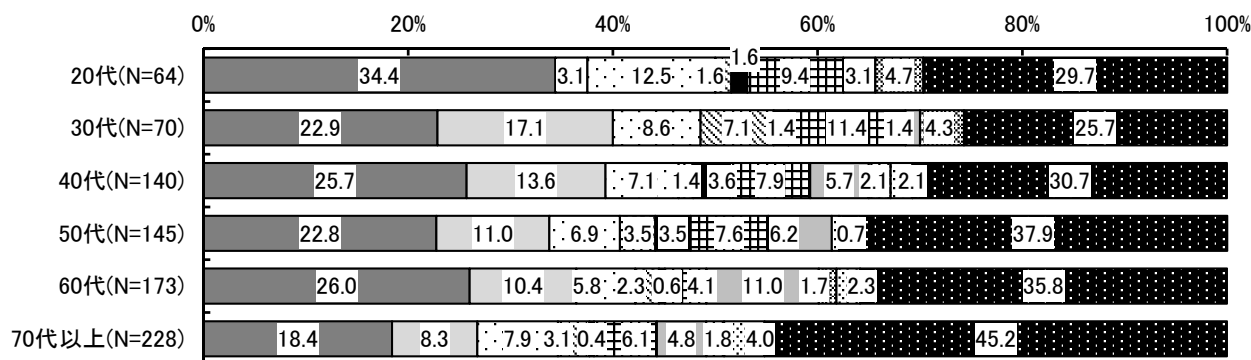 0% 20% 40% 60% 80% 100%
1.6
20代(N=64) 34.4 3.1 12.5 1.6 9.4 3.1 4.7 29.7
30代(N=70) 22.9 17.1 8.6 7.1 1.4 11.4 1.4 4.3 25.7
40代(N=140) 25.7 13.6 7.1 1.4 3.6 7.9 5.7 2.1 2.1 30.7
50代(N=145) 22.8 11.0 6.9 3.5 3.5 7.6 6.2 0.7 37.9
60代(N=173) 26.0 10.4 5.8 2.3 0.6 4.1 11.0 1.7 2.3 35.8
70代以上(N=228) 18.4 8.3 7.9 3.1 0.4 6.1 4.8 1.8 4.0 45.2